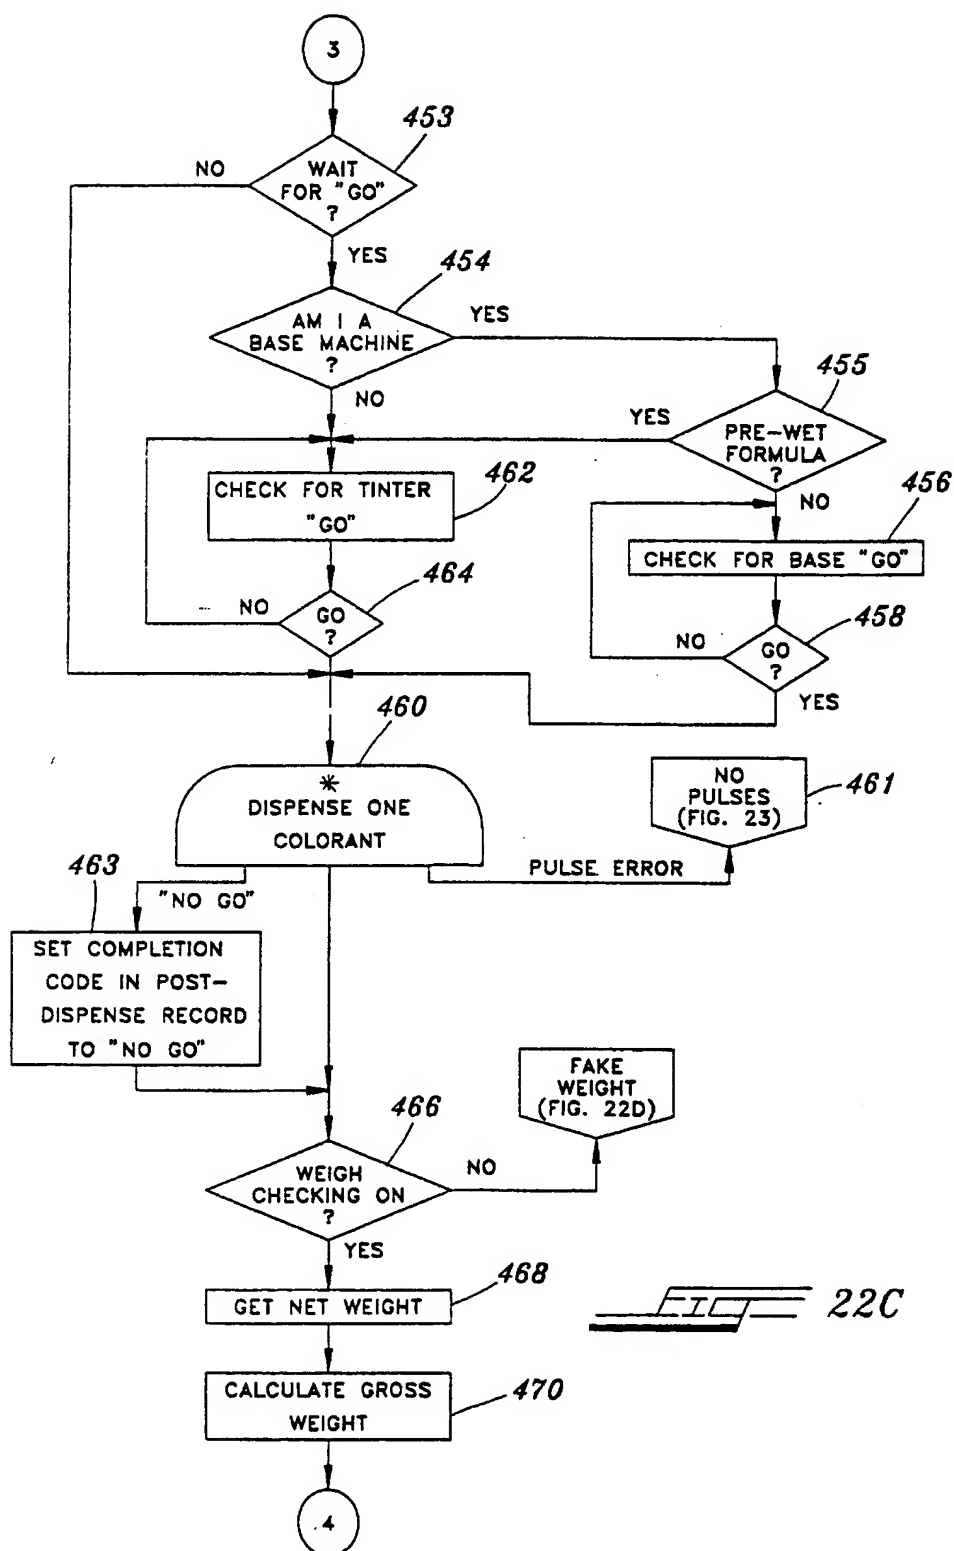 3
453
NO
WAIT
FOR "GO"
?
YES
454
AM I A
BASE MACHINE
?
YES
NO
455
YES
PRE-WET
FORMULA
?
NO
456
CHECK FOR TINTER
"GO"
462
CHECK FOR BASE "GO"
464
NO
GO
?
458
NO
GO
?
YES
460
*
DISPENSE ONE
COLORANT
NO
PULSES
(FIG. 23)
461
PULSE ERROR
463
"NO GO"
SET COMPLETION
CODE IN POST-
DISPENSE RECORD
TO "NO GO"
FAKE
WEIGHT
(FIG. 22D)
466
WEIGH
CHECKING ON
?
NO
YES
GET NET WEIGHT
468
FIG 22C
CALCULATE GROSS
WEIGHT
470
4